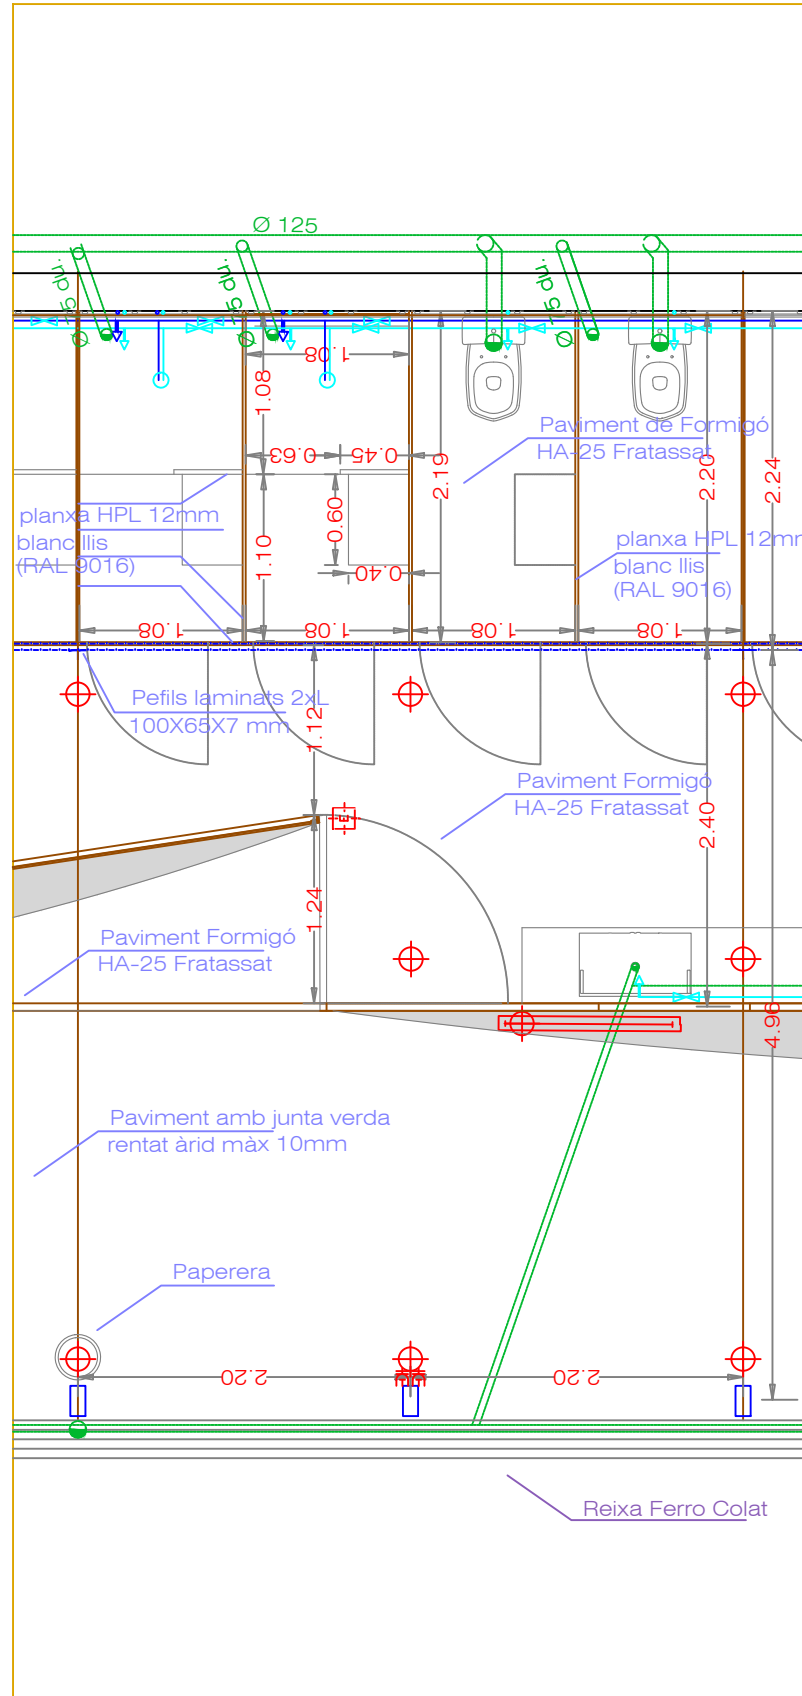 Ø 125
Ø 75 du.
Ø 75 du.
Ø 75 du.
1.08
1.08
0.63
0.45
2.19
2.20
2.24
Paviment de Formigó
HA-25 Fratassat
planxa HPL 12mm
blanc llis
(RAL 9016)
1.10
0.60
0.40
planxa HPL 12mm
blanc llis
(RAL 9016)
1.08
1.08
1.08
1.08
Pefils laminats 2xL
100X65X7 mm
1.12
Paviment Formigó
HA-25 Fratassat
2.40
E
1.24
Paviment Formigó
HA-25 Fratassat
4.96
Paviment amb junta verda
rentat àrid màx 10mm
Paperera
2.20
2.20
Reixa Ferro Colat